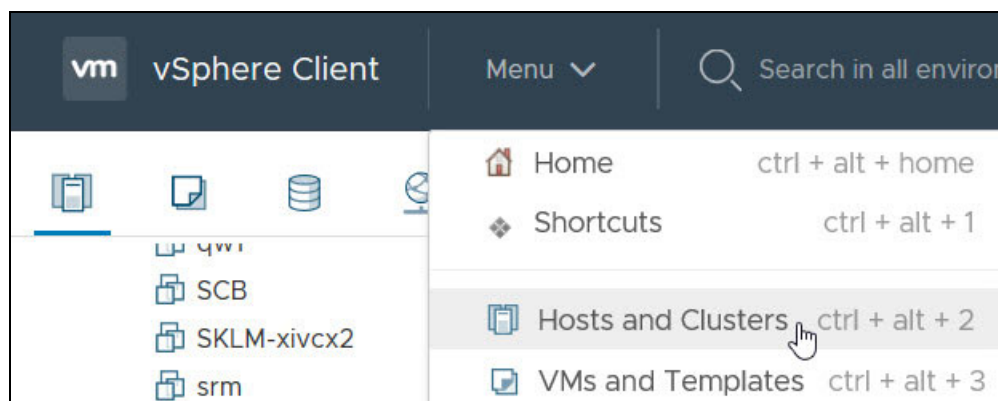 vm vSphere Client Menu Search in all enviro
Home ctrl + alt + home
Shortcuts ctrl + alt + 1
SCB
Hosts and Clusters ctrl + alt + 2
SKLM-xivcx2
srm
VMs and Templates ctrl + alt + 3